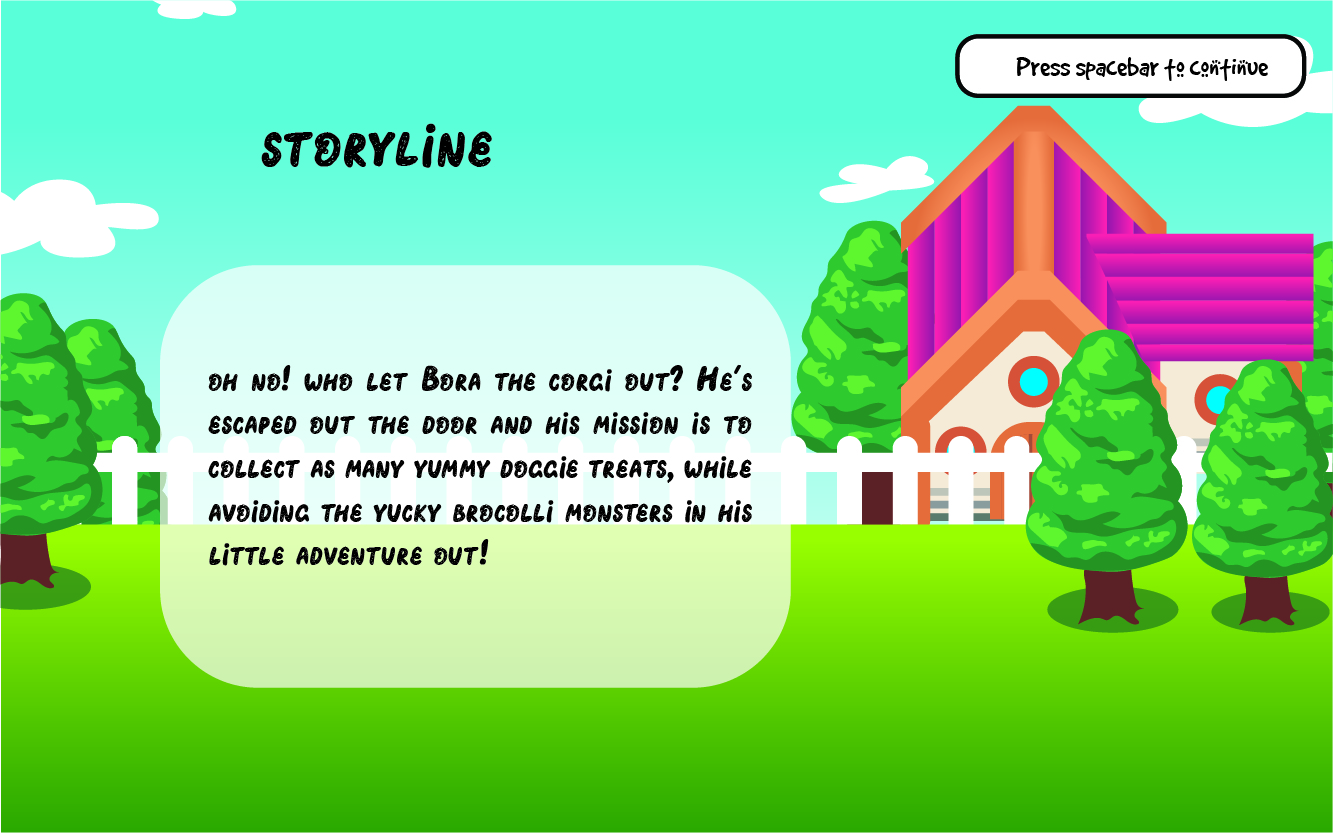 Press spacebar to continue
STORYLINE
OH NO! WHO LET BORA THE CORGI OUT? HE'S
ESCAPED OUT THE DOOR AND HIS MISSION IS TO
COLLECT AS MANY YUMMY DOGGIE TREATS, WHILE
AVOIDING THE YUCKY BROCOLLI MONSTERS IN HIS
LITTLE ADVENTURE OUT!